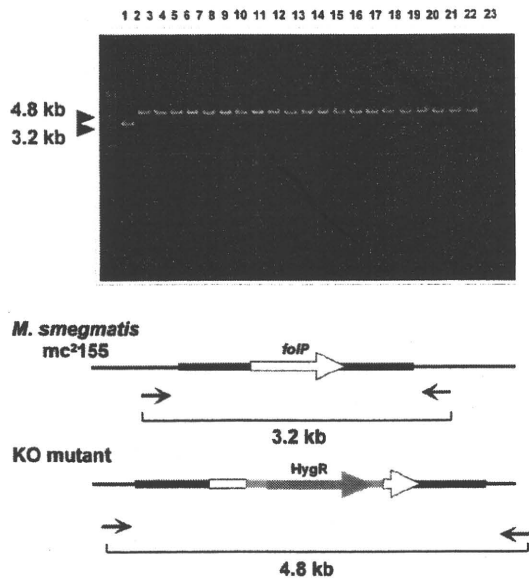 1 2 3 4 5 6 7 8 9 10 11 12 13 14 15 16 17 18 19 20 21 22 23
4.8 kb
3.2 kb
M. smegmatis
mc²155
folP
3.2 kb
KO mutant
HygR
4.8 kb